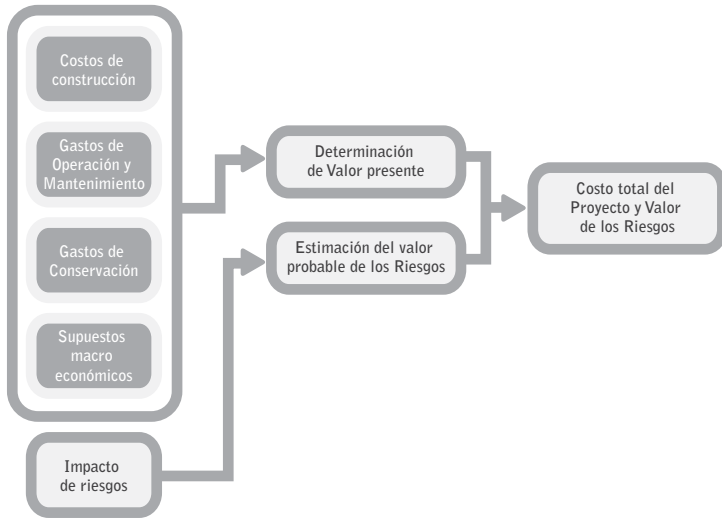 Costos de
construcción
Gastos de
Operación y
Mantenimiento
Gastos de
Conservación
Supuestos
macro
económicos
Impacto
de riesgos
Determinación
de Valor presente
Estimación del valor
probable de los Riesgos
Costo total del
Proyecto y Valor
de los Riesgos